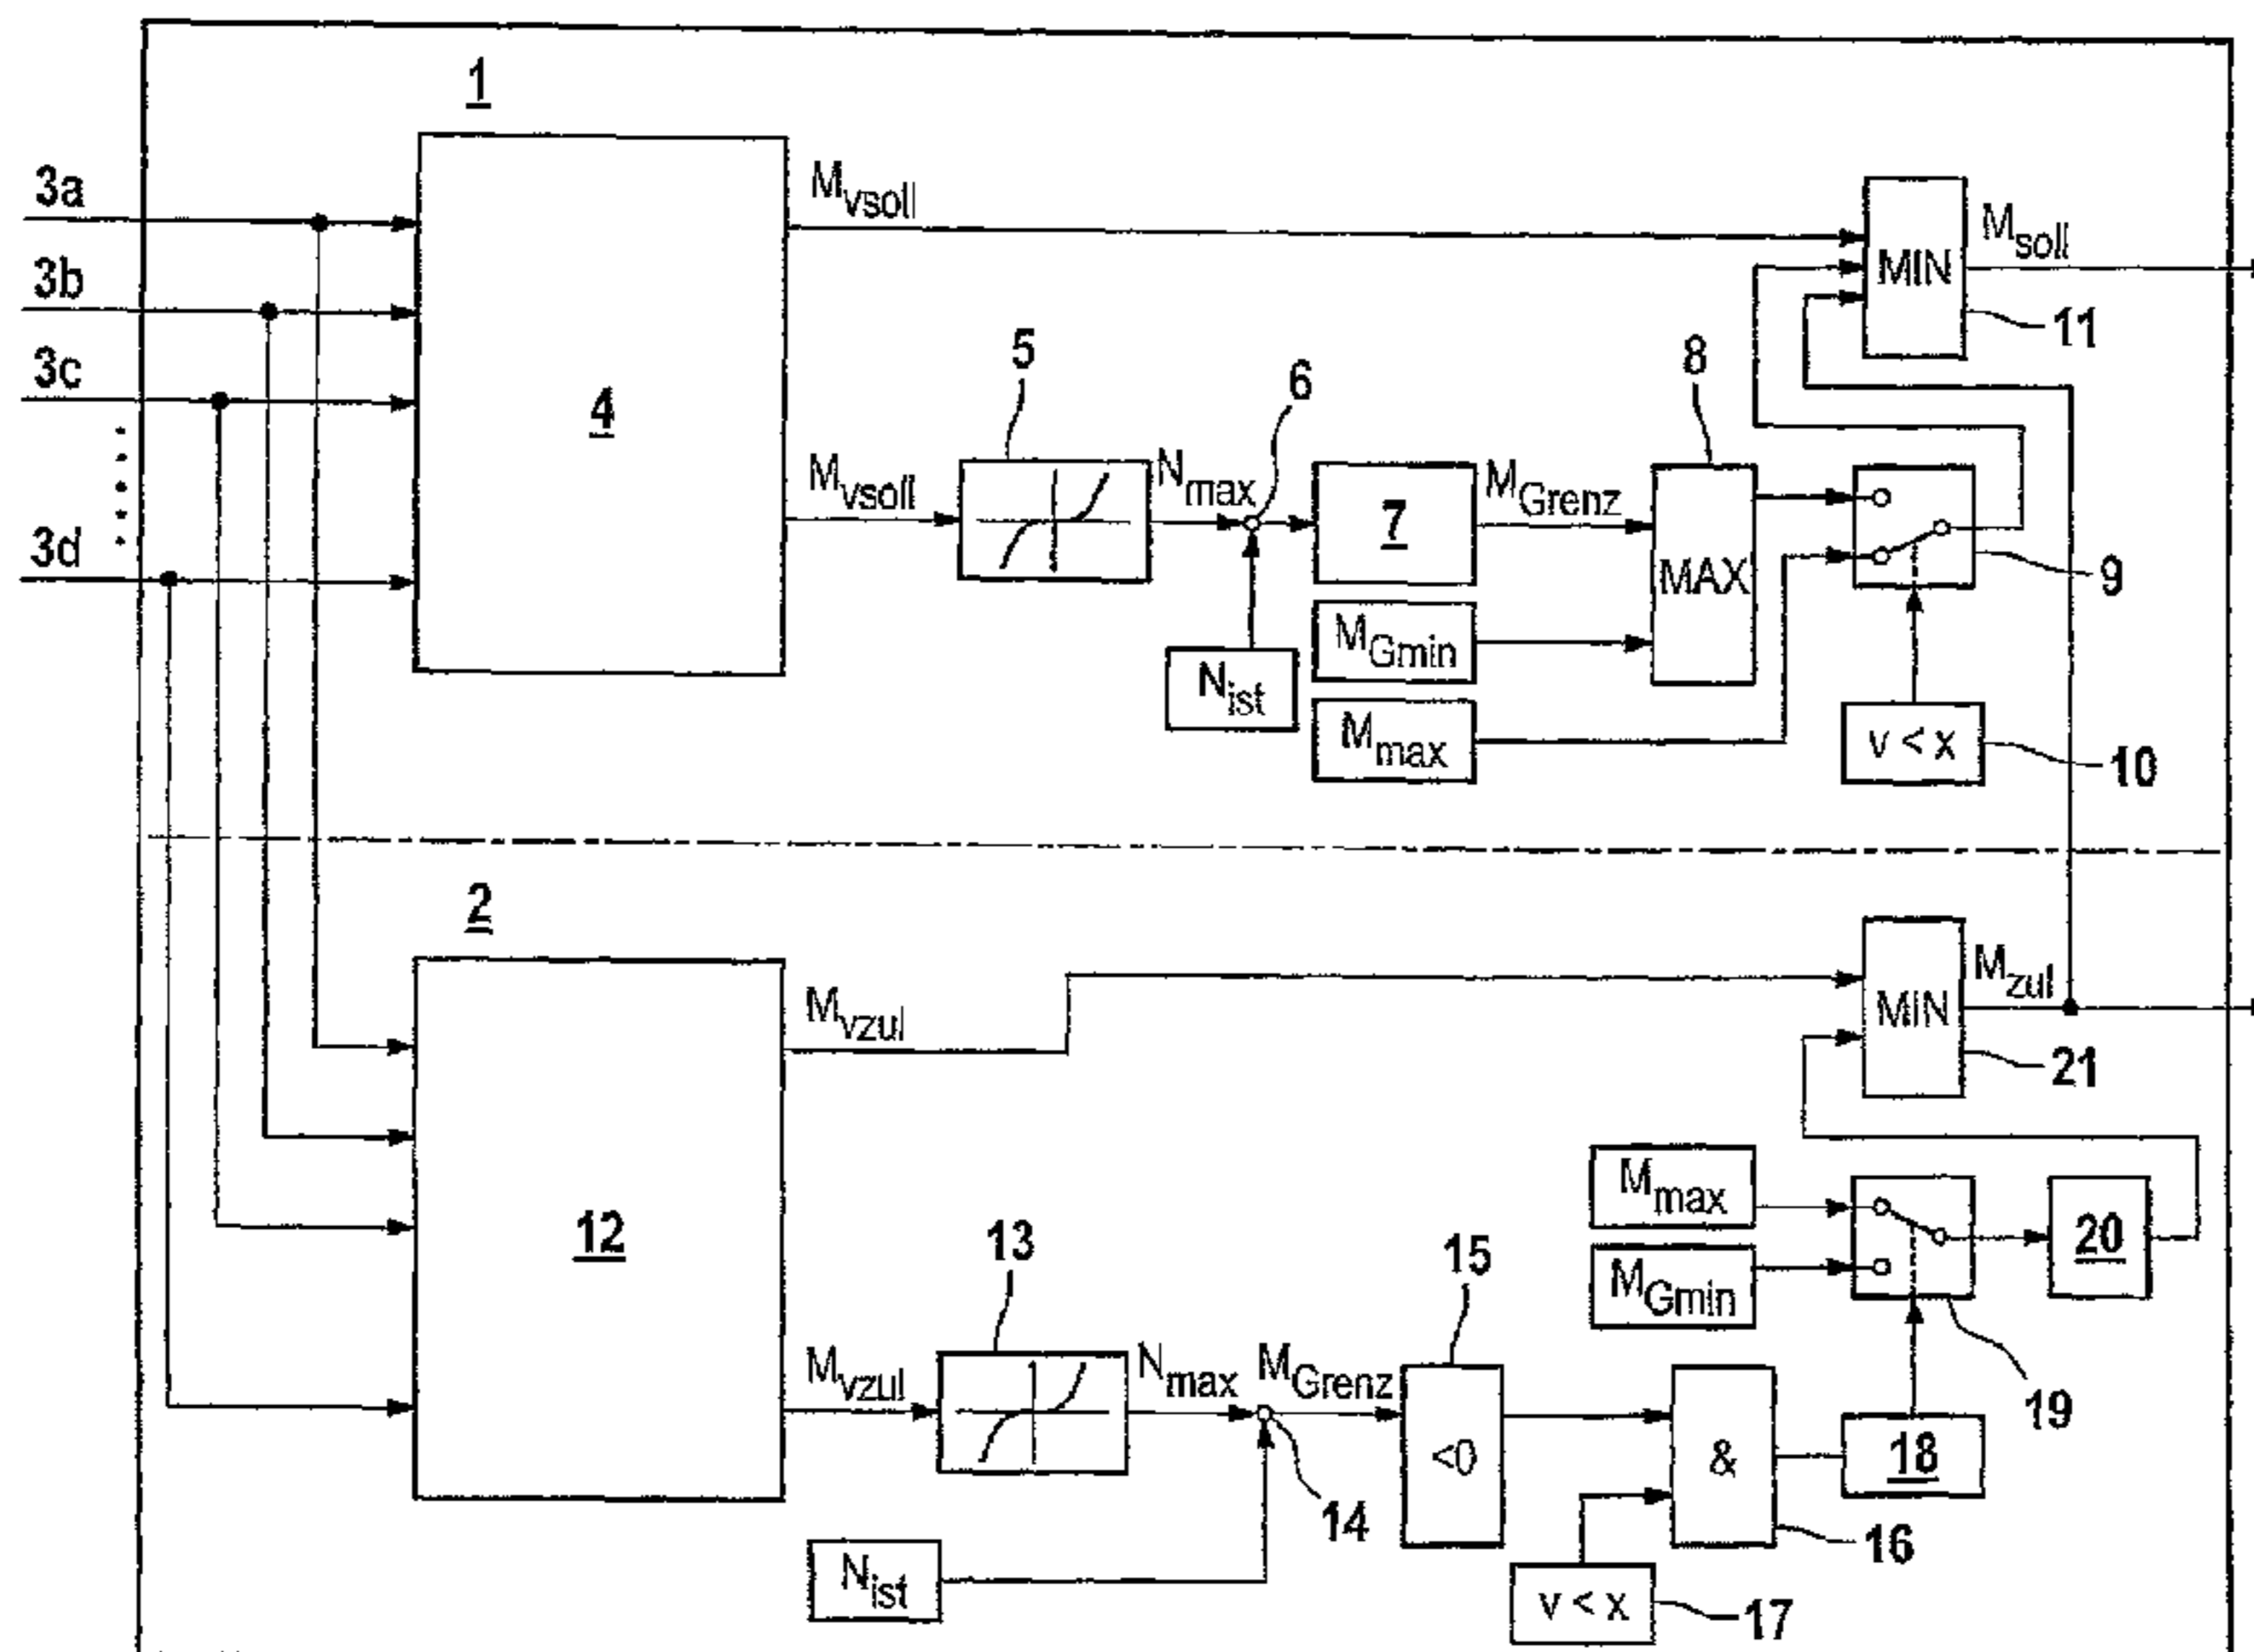 1
3a
3b
3c
3d
4
M_vsoll
M_vsoll
5
N_max
6
N_ist
7
M_Grenz
M_Gmin
M_max
8
MAX
9
v < x
10
MIN
M_soll
11
2
12
M_vzul
M_vzul
13
N_max
N_ist
14
M_Grenz
15
<0
&
16
v < x
17
18
M_max
M_Gmin
19
20
MIN
M_zul
21